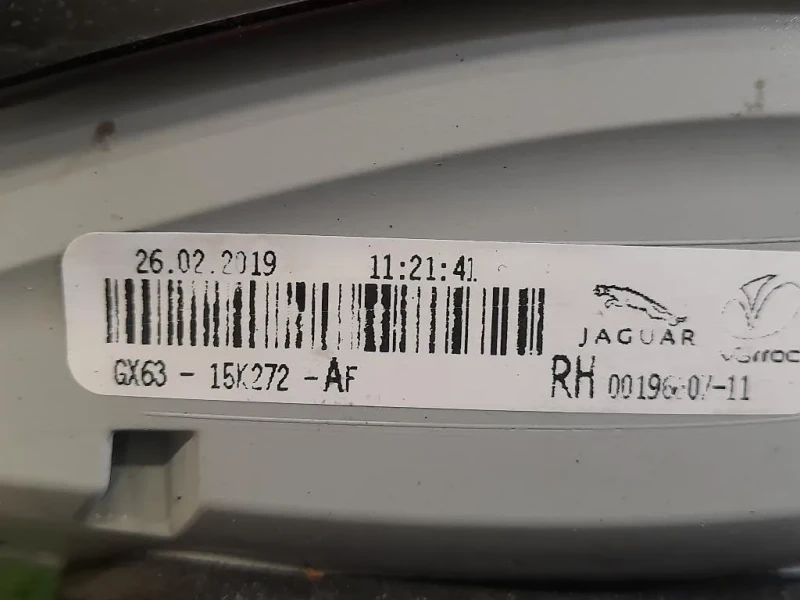 26.02.2019 11:21:41
JAGUAR
GX63 - 15K272 - AF
RH